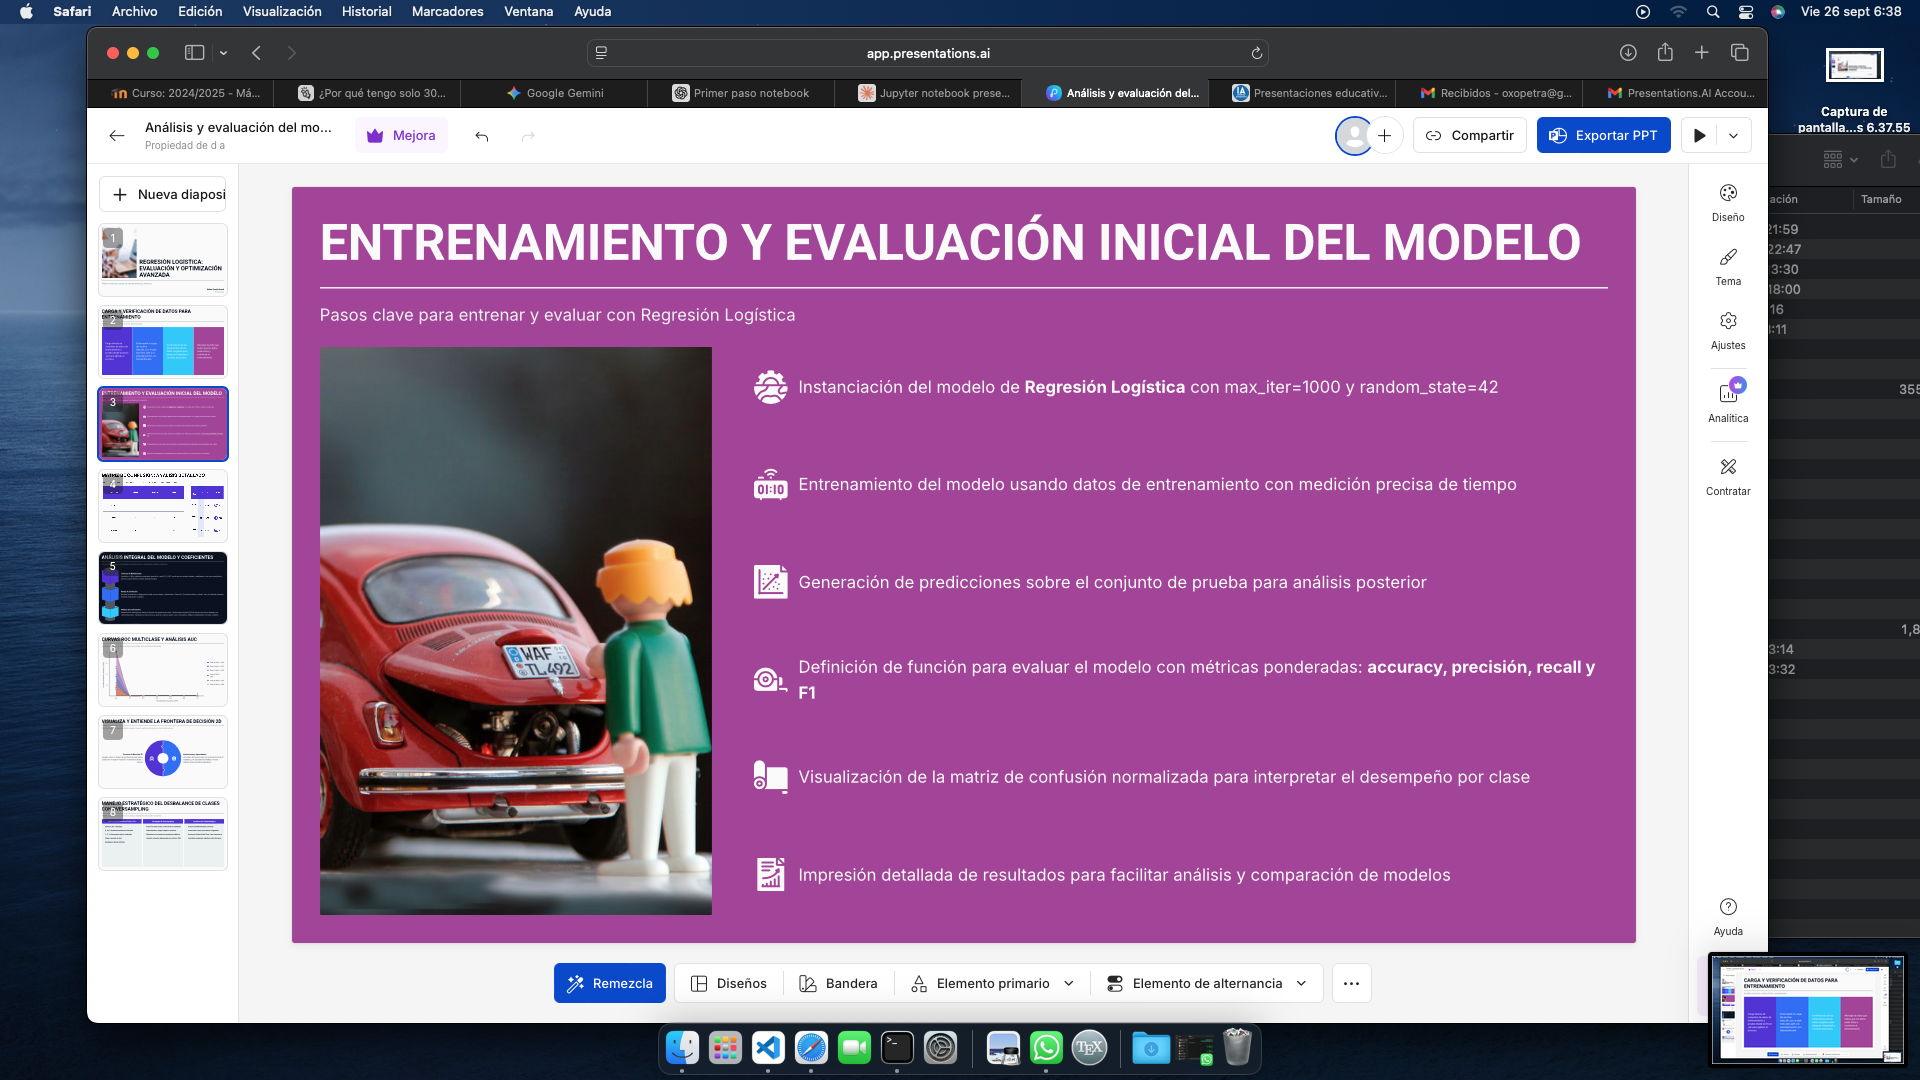 Safari Archivo Edición Visualización Historial Marcadores Ventana Ayuda
Vie 26 sept 6:38
app.presentations.ai
Curso: 2024/2025 - Má...
¿Por qué tengo solo 30...
Google Gemini
Primer paso notebook
Jupyter notebook prese...
Análisis y evaluación del...
Presentaciones educativ...
Recibidos - oxopetra@g...
Presentations.AI Accou...
Captura de
pantalla...s 6.37.55
Análisis y evaluación del mo...
Propiedad de d a
Mejora
Compartir
Exportar PPT
Nueva diaposi
1
REGRESIÓN LOGÍSTICA:
EVALUACIÓN Y OPTIMIZACIÓN
AVANZADA
2
CARGA Y VERIFICACIÓN DE DATOS PARA
ENTRENAMIENTO
3
ENTRENAMIENTO Y EVALUACIÓN INICIAL DEL MODELO
4
5
ANÁLISIS INTEGRAL DEL MODELO Y COEFICIENTES
6
CURVAS ROC MULTICLASE Y ANÁLISIS AUC
7
VISUALIZA Y ENTIENDE LA FRONTERA DE DECISIÓN 2D
8
MANEJO ESTRATÉGICO DEL DESBALANCE DE CLASES
CON OVERSAMPLING
ENTRENAMIENTO Y EVALUACIÓN INICIAL DEL MODELO
Pasos clave para entrenar y evaluar con Regresión Logística
WAF
TL492
Instanciación del modelo de Regresión Logística con max_iter=1000 y random_state=42
01:10
Entrenamiento del modelo usando datos de entrenamiento con medición precisa de tiempo
Generación de predicciones sobre el conjunto de prueba para análisis posterior
Definición de función para evaluar el modelo con métricas ponderadas: accuracy, precisión, recall y
F1
Visualización de la matriz de confusión normalizada para interpretar el desempeño por clase
Impresión detallada de resultados para facilitar análisis y comparación de modelos
Diseño
Tema
Ajustes
Analítica
Contratar
Ayuda
Remezcla
Diseños
Bandera
Elemento primario
Elemento de alternancia
ación
Tamaño
21:59
22:47
3:30
18:00
16
:11
355
1,8
3:14
3:32
CARGA Y VERIFICACIÓN DE DATOS PARA
ENTRENAMIENTO
TEX